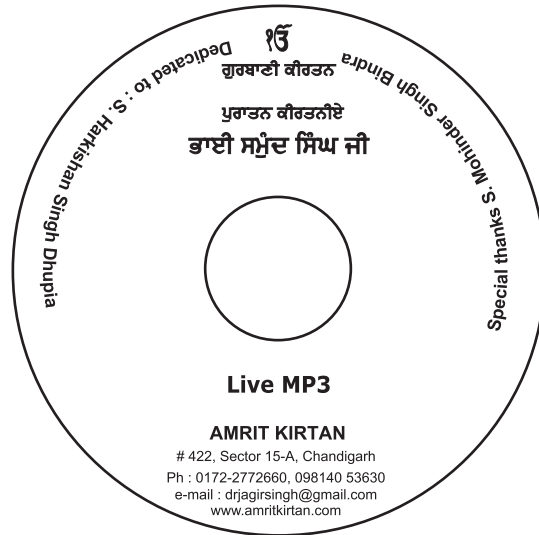 ੴ
ਗੁਰਬਾਣੀ ਕੀਰਤਨ
ਪੁਰਾਤਨ ਕੀਰਤਨੀਏ
ਭਾਈ ਸਮੁੰਦ ਸਿੰਘ ਜੀ
Dedicated to : S. Harkishan Singh Dhupia
Special thanks S. Mohinder Singh Bindra
Live MP3
AMRIT KIRTAN
# 422, Sector 15-A, Chandigarh
Ph : 0172-2772660, 098140 53630
e-mail : drjagirsingh@gmail.com
www.amritkirtan.com